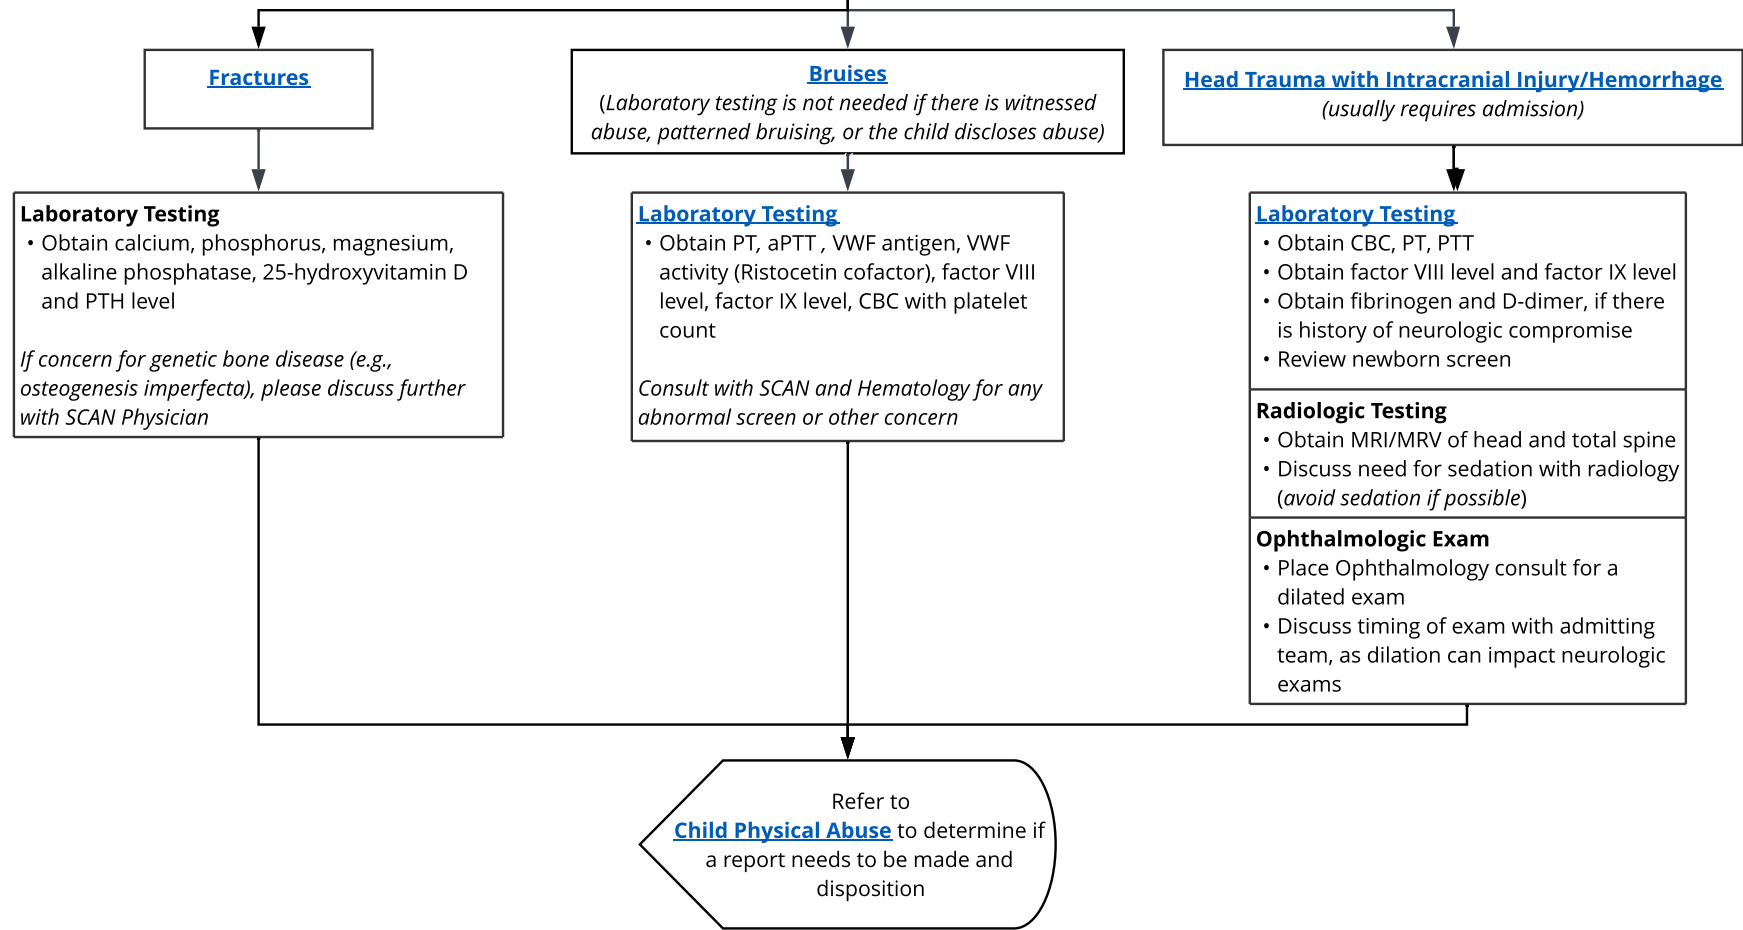 Fractures
Bruises
(Laboratory testing is not needed if there is witnessed
abuse, patterned bruising, or the child discloses abuse)
Head Trauma with Intracranial Injury/Hemorrhage
(usually requires admission)
Laboratory Testing
• Obtain calcium, phosphorus, magnesium,
alkaline phosphatase, 25-hydroxyvitamin D
and PTH level
If concern for genetic bone disease (e.g.,
osteogenesis imperfecta), please discuss further
with SCAN Physician
Laboratory Testing
• Obtain PT, aPTT , VWF antigen, VWF
activity (Ristocetin cofactor), factor VIII
level, factor IX level, CBC with platelet
count
Consult with SCAN and Hematology for any
abnormal screen or other concern
Laboratory Testing
• Obtain CBC, PT, PTT
• Obtain factor VIII level and factor IX level
• Obtain fibrinogen and D-dimer, if there
is history of neurologic compromise
• Review newborn screen
Radiologic Testing
• Obtain MRI/MRV of head and total spine
• Discuss need for sedation with radiology
(avoid sedation if possible)
Ophthalmologic Exam
• Place Ophthalmology consult for a
dilated exam
• Discuss timing of exam with admitting
team, as dilation can impact neurologic
exams
Refer to
Child Physical Abuse to determine if
a report needs to be made and
disposition